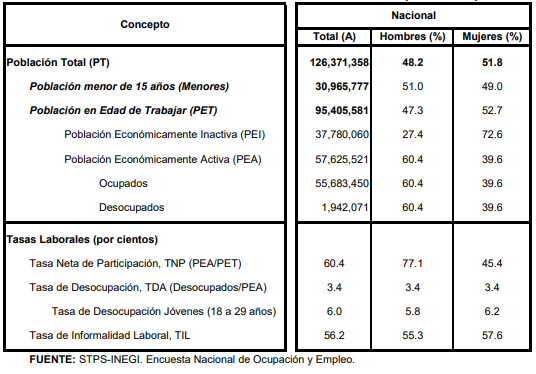 Concepto
Nacional
Total (A) Hombres (%) Mujeres (%)
Población Total (PT) 126,371,358 48.2 51.8
Población menor de 15 años (Menores) 30,965,777 51.0 49.0
Población en Edad de Trabajar (PET) 95,405,581 47.3 52.7
Población Económicamente Inactiva (PEI) 37,780,060 27.4 72.6
Población Económicamente Activa (PEA) 57,625,521 60.4 39.6
Ocupados 55,683,450 60.4 39.6
Desocupados 1,942,071 60.4 39.6
Tasas Laborales (por cientos)
Tasa Neta de Participación, TNP (PEA/PET) 60.4 77.1 45.4
Tasa de Desocupación, TDA (Desocupados/PEA) 3.4 3.4 3.4
Tasa de Desocupación Jóvenes (18 a 29 años) 6.0 5.8 6.2
Tasa de Informalidad Laboral, TIL 56.2 55.3 57.6
FUENTE: STPS-INEGI. Encuesta Nacional de Ocupación y Empleo.